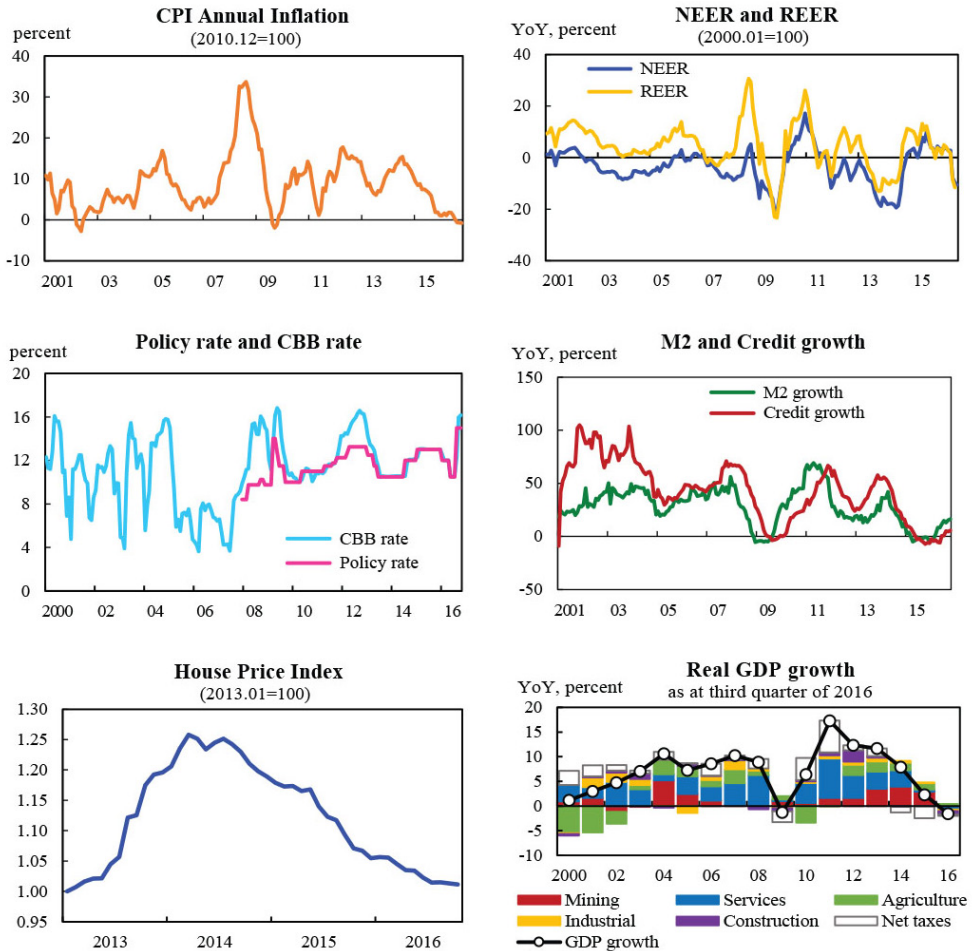 CPI Annual Inflation
(2010.12=100)
percent
40
30
20
10
0
-10
2001 03 05 07 09 11 13 15
NEER and REER
(2000.01=100)
YoY, percent
40
20
0
-20
-40
NEER
REER
2001 03 05 07 09 11 13 15
Policy rate and CBB rate
percent
20
16
12
8
4
0
CBB rate
Policy rate
2000 02 04 06 08 10 12 14 16
M2 and Credit growth
YoY, percent
150
100
50
0
-50
M2 growth
Credit growth
2001 03 05 07 09 11 13 15
House Price Index
(2013.01=100)
1.30
1.25
1.20
1.15
1.10
1.05
1.00
0.95
2013 2014 2015 2016
Real GDP growth
as at third quarter of 2016
YoY, percent
20
15
10
5
0
-5
-10
2000 02 04 06 08 10 12 14 16
Mining Services Agriculture
Industrial Construction Net taxes
GDP growth